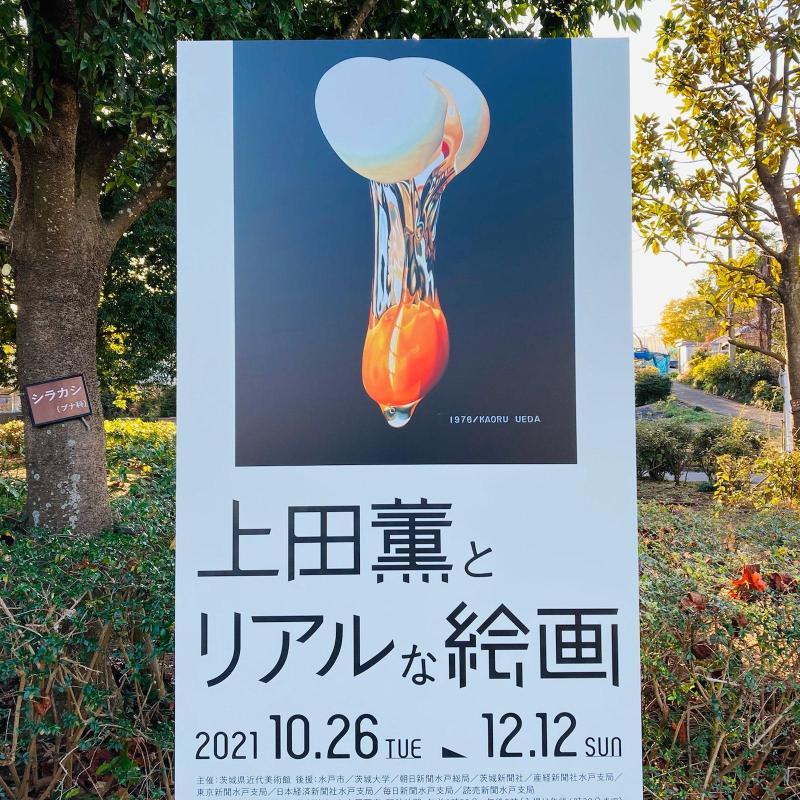 シラカシ
(ブナ科)
1976/KAORU UEDA
上田薫と
リアルな絵画
2021 10.26 TUE 12.12 SUN
主催:茨城県近代美術館 後援:水戸市/茨城大学/朝日新聞水戸総局/茨城新聞社/産経新聞社水戸支局/
東京新聞水戸支局/日本経済新聞社水戸支局/毎日新聞水戸支局/読売新聞水戸支局